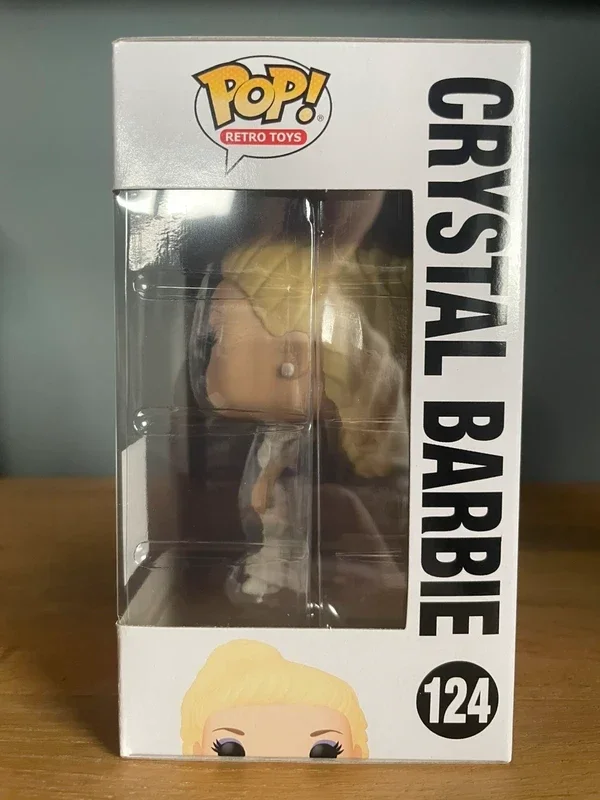 POP!
RETRO TOYS
CRYSTAL BARBIE
124